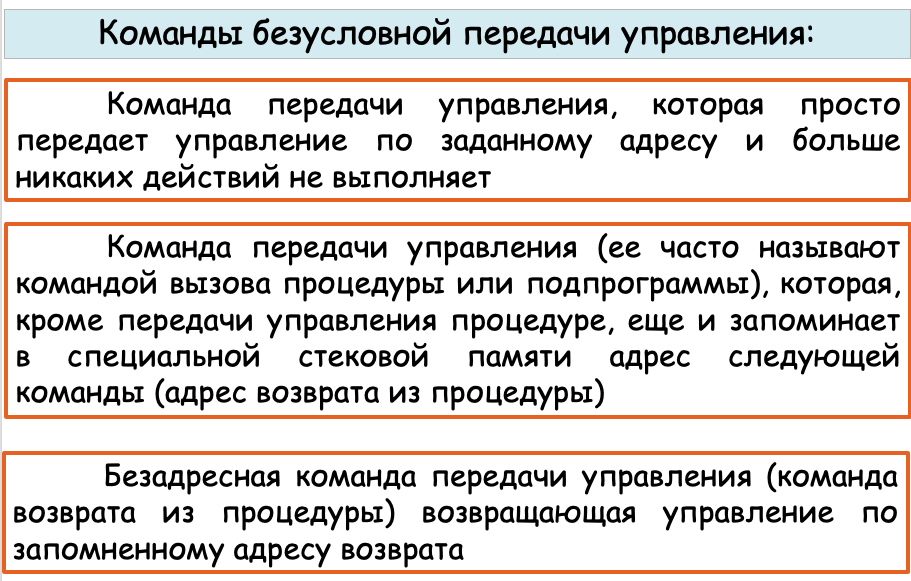 Команды безусловной передачи управления:
Команда передачи управления, которая просто
передает управление по заданному адресу и больше
никаких действий не выполняет
Команда передачи управления (ее часто называют
командой вызова процедуры или подпрограммы), которая,
кроме передачи управления процедуре, еще и запоминает
в специальной стековой памяти адрес следующей
команды (адрес возврата из процедуры)
Безадресная команда передачи управления (команда
возврата из процедуры) возвращающая управление по
запомненному адресу возврата